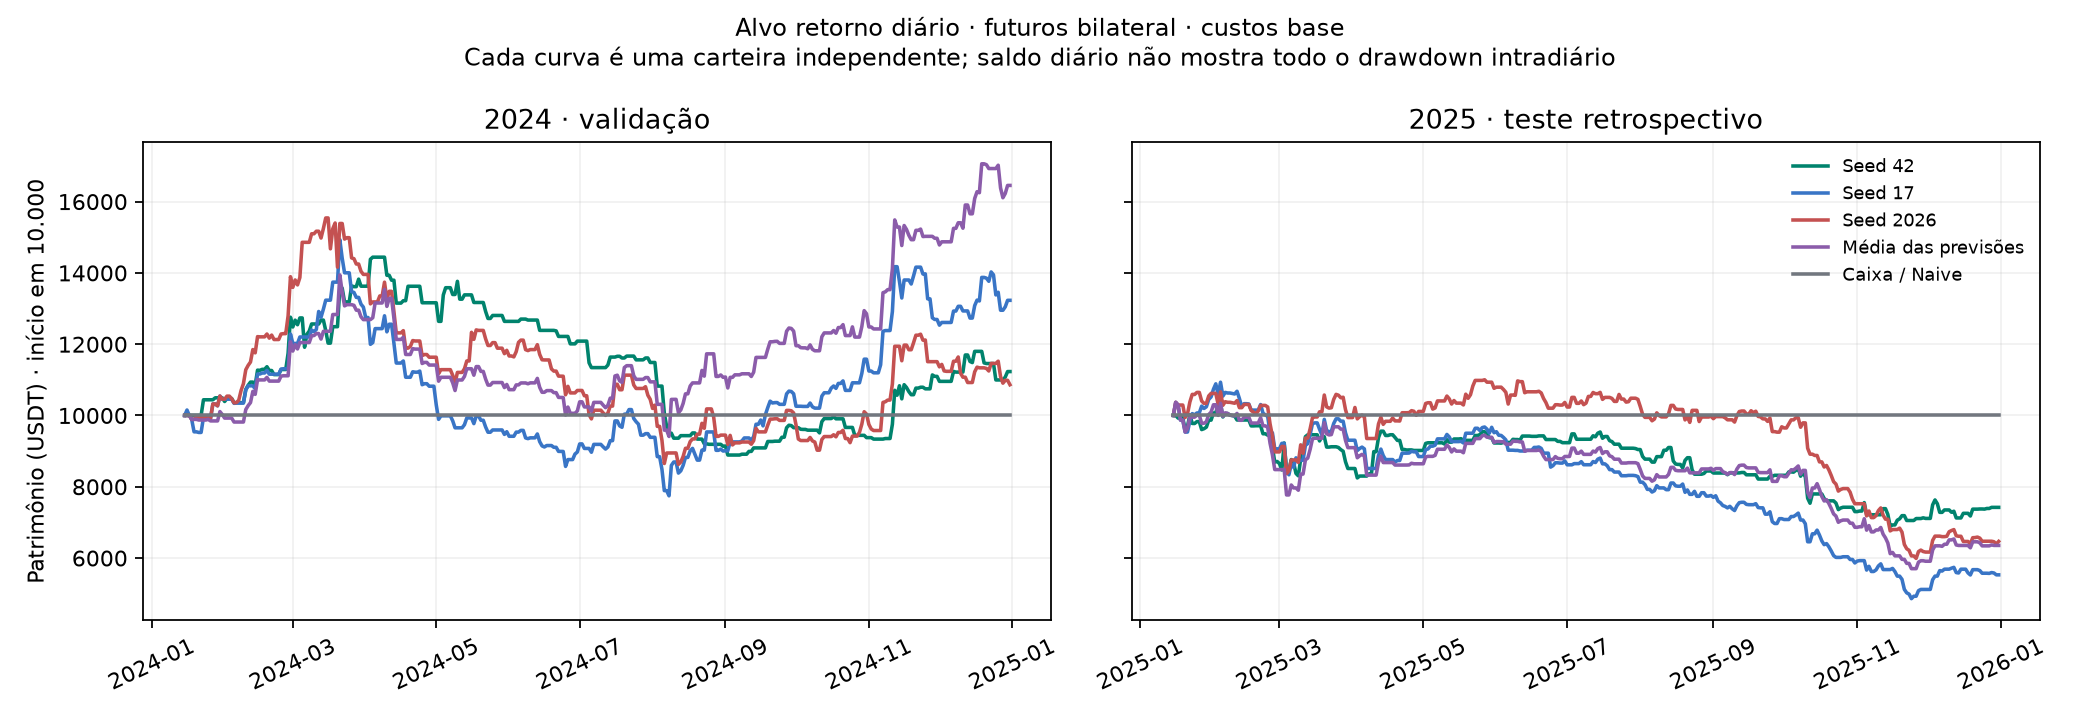 Alvo retorno diário · futuros bilateral · custos base
Cada curva é uma carteira independente; saldo diário não mostra todo o drawdown intradiário
2024 · validação
2025 · teste retrospectivo
Patrimônio (USDT) · início em 10.000
16000
14000
12000
10000
8000
6000
Seed 42
Seed 17
Seed 2026
Média das previsões
Caixa / Naive
2024-01
2024-03
2024-05
2024-07
2024-09
2024-11
2025-01
2025-01
2025-03
2025-05
2025-07
2025-09
2025-11
2026-01